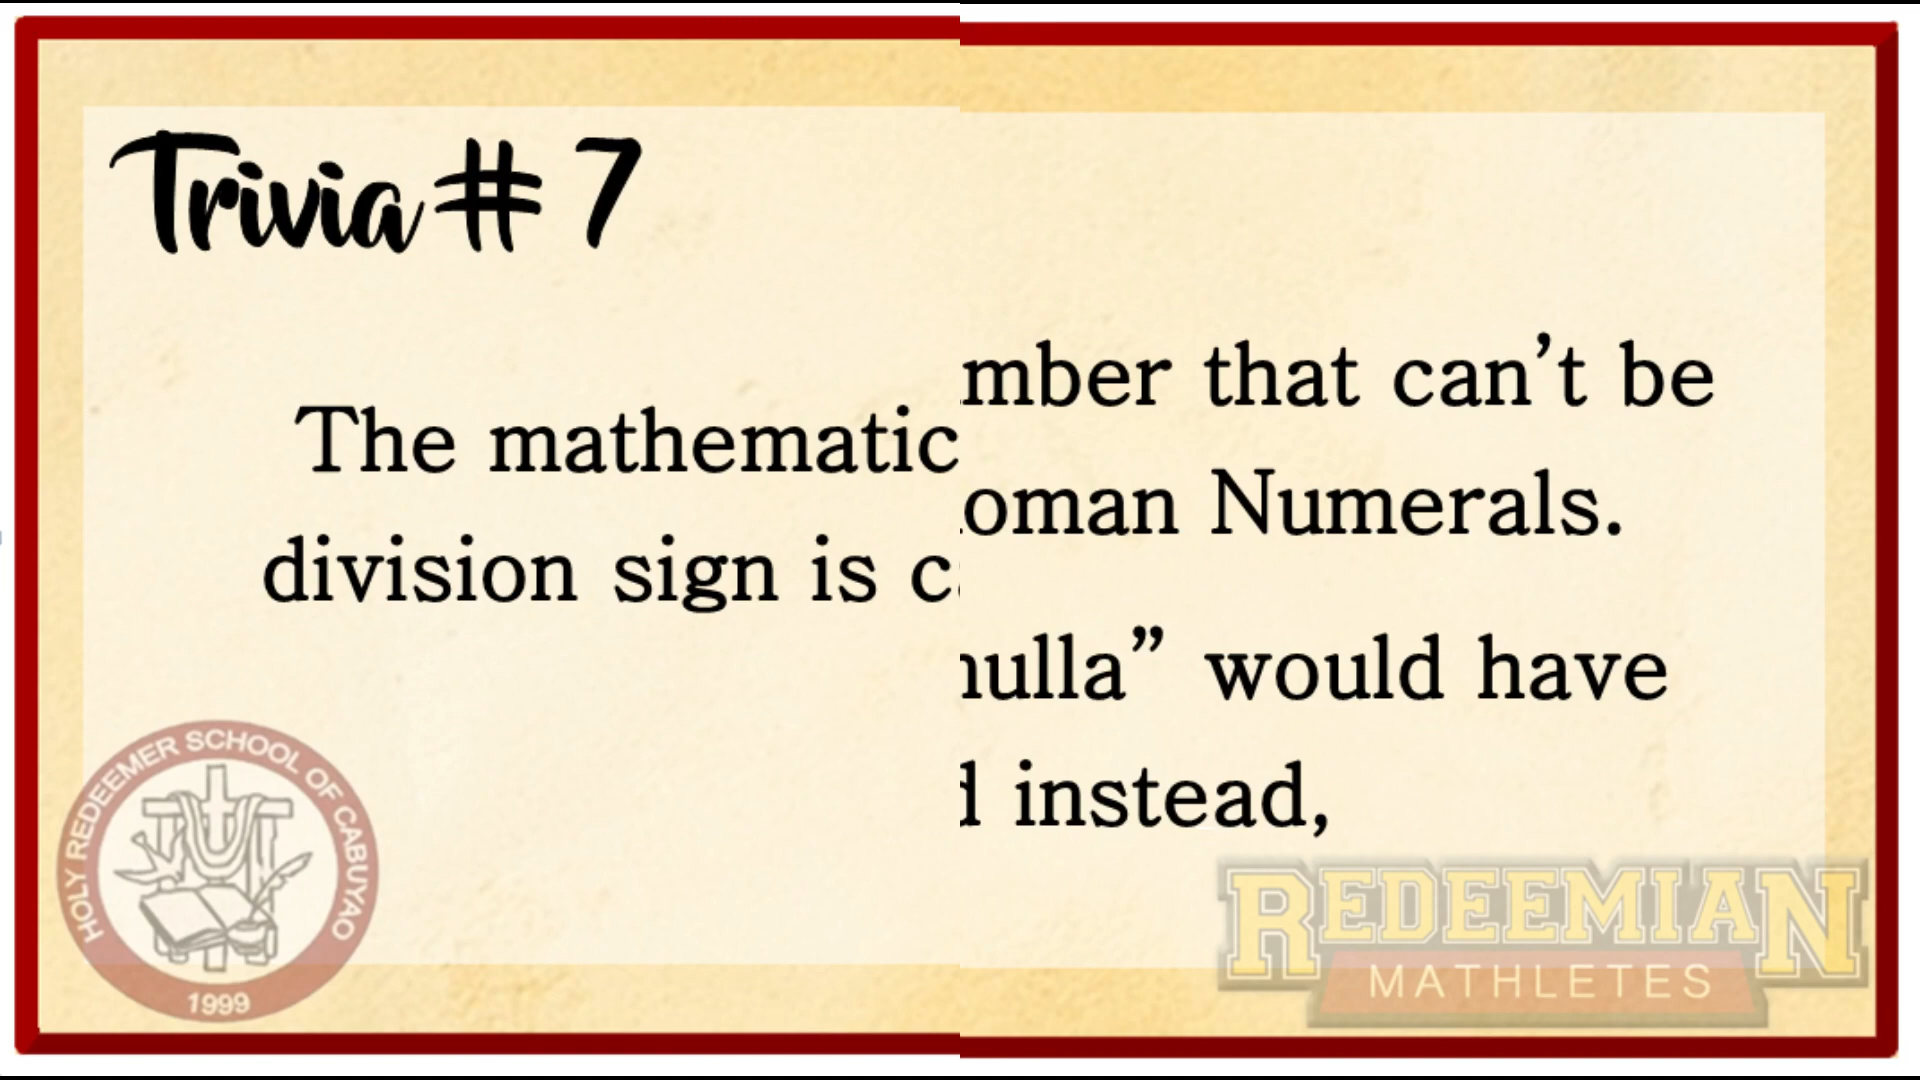 Trivia # 7
The mathematic
division sign is
mber that can't be
oman Numerals.
nulla” would have
d instead,
HOLY REDEEMER SCHOOL OF CABUYAO
1999
REDEEMIAN
MATHLETES